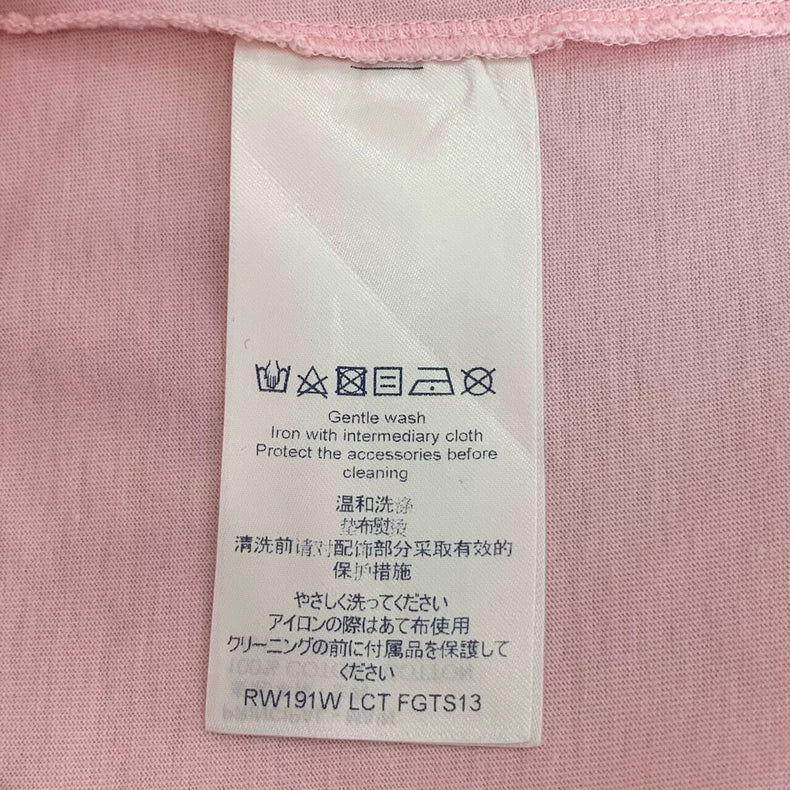 Gentle wash
Iron with intermediary cloth
Protect the accessories before
cleaning
温和洗涤
垫布熨烫
清洗前请对配饰部分采取有效的
保护措施
やさしく洗ってください
アイロンの際はあて布使用
クリーニングの前に付属品を保護して
ください
RW191W LCT FGTS13